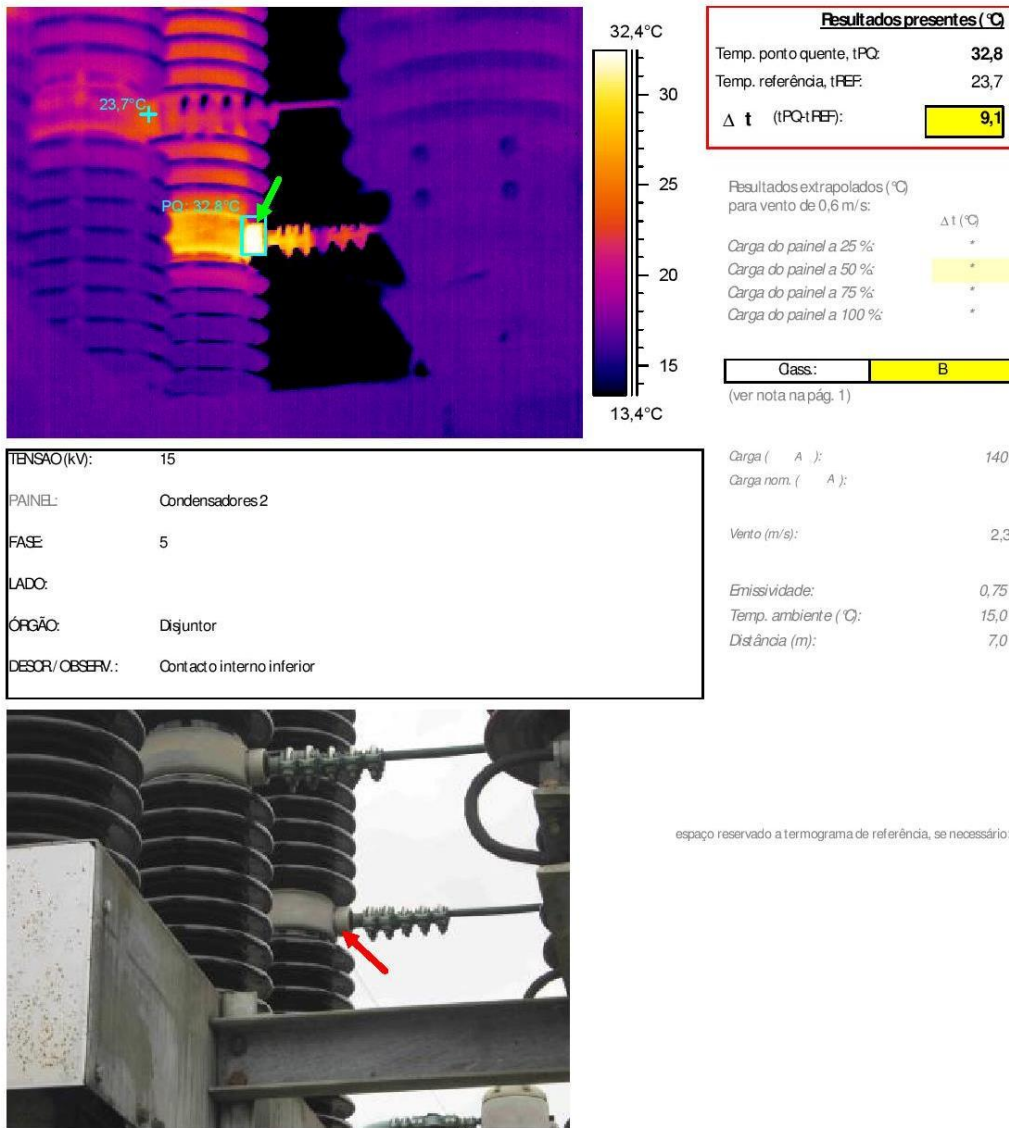 32,4°C
30
25
20
15
13,4°C
23,7°C
PQ: 32,8°C
Resultados presentes (°C)
Temp. ponto quente, tPQ: 32,8
Temp. referência, tREF: 23,7
Δ t (tPQ-tREF): 9,1
Resultados extrapolados (°C)
para vento de 0,6 m/s:
Δ t (°C)
Carga do painel a 25 %: *
Carga do painel a 50 %: *
Carga do painel a 75 %: *
Carga do painel a 100 %: *
Class.: B
(ver nota na pág. 1)
TENSAO (kV): 15
PAINEL: Condensadores 2
FASE: 5
LADO:
ÓRGÃO: Disjuntor
DESCR / OBSERV.: Contacto interno inferior
Carga ( A ): 140
Carga nom. ( A ):
Vento (m/s): 2,3
Emissividade: 0,75
Temp. ambiente (°C): 15,0
Distância (m): 7,0
espaço reservado a termograma de referência, se necessário: